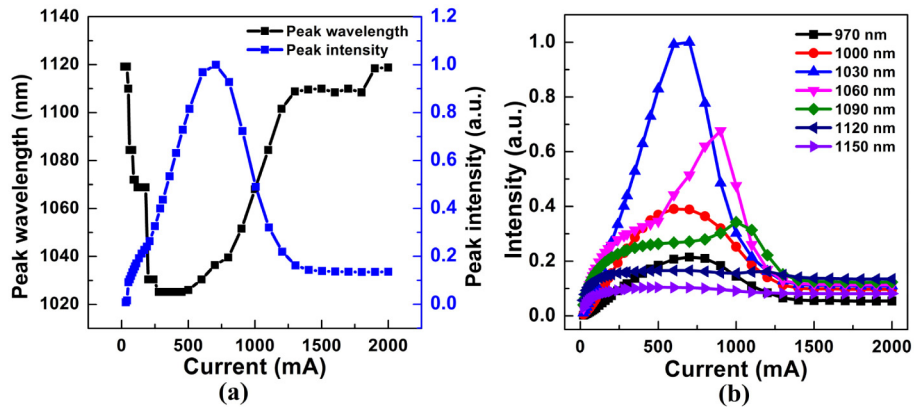 1140
1120
1100
1080
1060
1040
1020
Peak wavelength (nm)
Peak wavelength
Peak intensity
1.2
1.0
0.8
0.6
0.4
0.2
0.0
Peak intensity (a.u.)
0
500
1000
1500
2000
Current (mA)
(a)
1.0
0.8
0.6
0.4
0.2
0.0
Intensity (a.u.)
970 nm
1000 nm
1030 nm
1060 nm
1090 nm
1120 nm
1150 nm
0
500
1000
1500
2000
Current (mA)
(b)